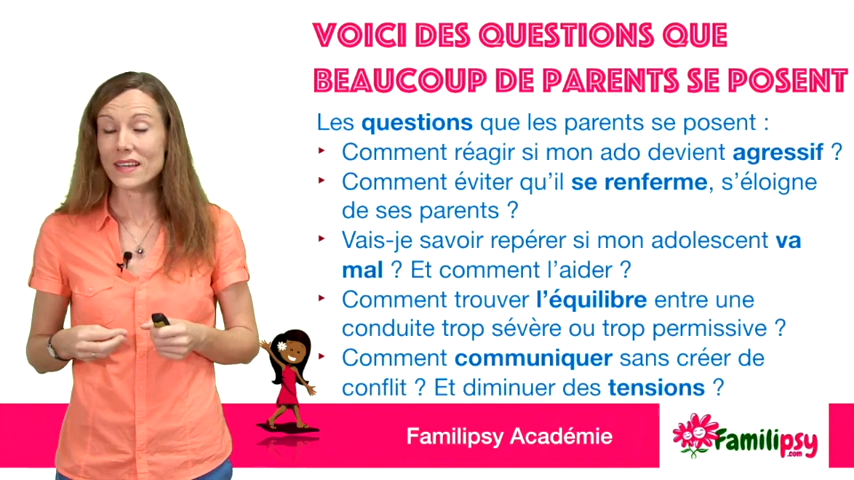 VOICI DES QUESTIONS QUE
BEAUCOUP DE PARENTS SE POSENT
Les questions que les parents se posent :
‣ Comment réagir si mon ado devient agressif ?
‣ Comment éviter qu’il se renferme, s’éloigne
de ses parents ?
‣ Vais-je savoir repérer si mon adolescent va
mal ? Et comment l’aider ?
‣ Comment trouver l’équilibre entre une
conduite trop sévère ou trop permissive ?
‣ Comment communiquer sans créer de
conflit ? Et diminuer des tensions ?
Familipsy Académie
Familipsy
.com